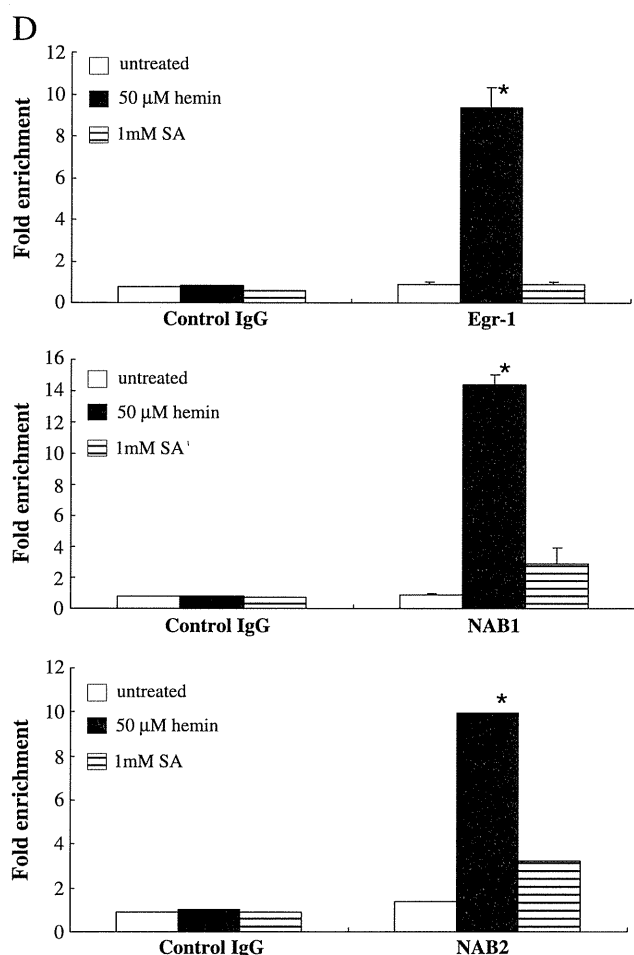 D
12
10
8
6
4
2
0
Fold enrichment
untreated
50 μM hemin
1mM SA
*
Control IgG
Egr-1
16
14
12
10
8
6
4
2
0
Fold enrichment
untreated
50 μM hemin
1mM SA
*
Control IgG
NAB1
12
10
8
6
4
2
0
Fold enrichment
untreated
50 μM hemin
1mM SA
*
Control IgG
NAB2